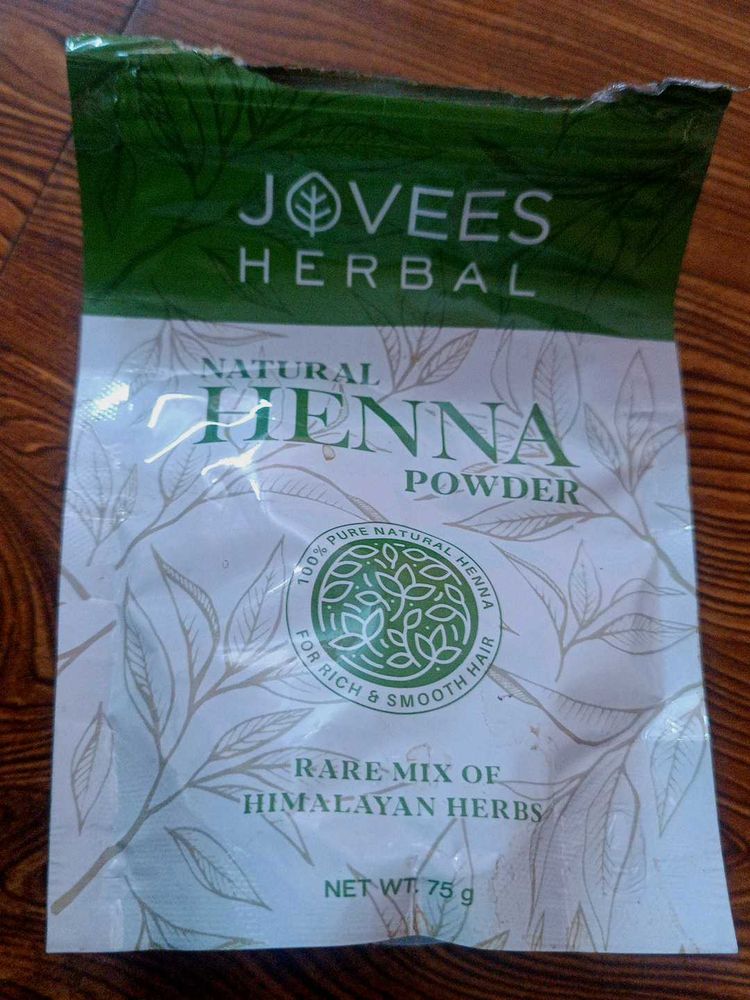 JOVEES
HERBAL
NATURAL
HENNA
POWDER
100% PURE NATURAL HENNA
FOR RICH & SMOOTH HAIR
RARE MIX OF
HIMALAYAN HERBS
NET WT. 75 g